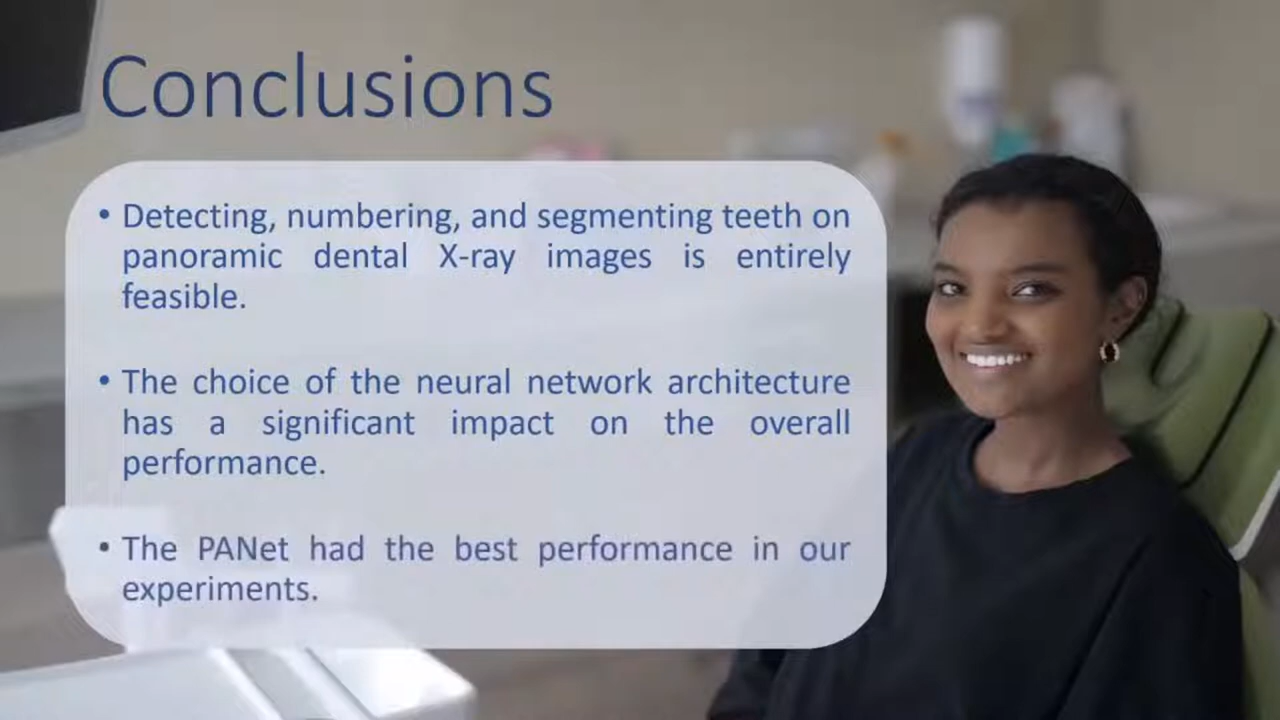 Conclusions
• Detecting, numbering, and segmenting teeth on
panoramic dental X-ray images is entirely
feasible.
• The choice of the neural network architecture
has a significant impact on the overall
performance.
• The PANet had the best performance in our
experiments.